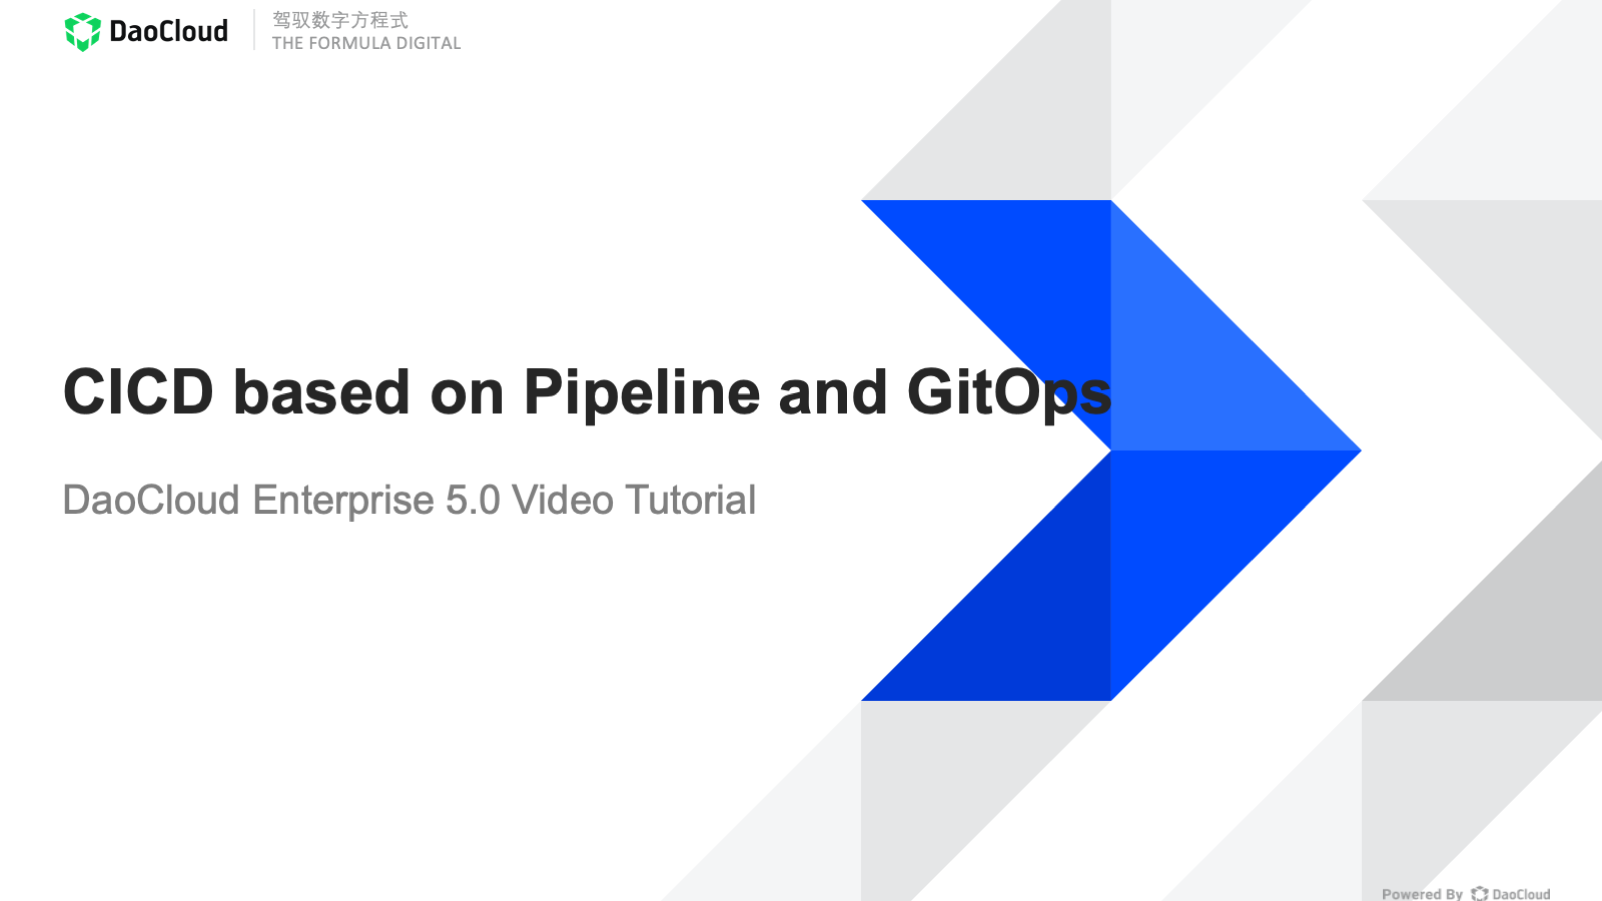 DaoCloud
驾驭数字方程式
THE FORMULA DIGITAL
CICD based on Pipeline and GitOps
DaoCloud Enterprise 5.0 Video Tutorial
Powered By DaoCloud